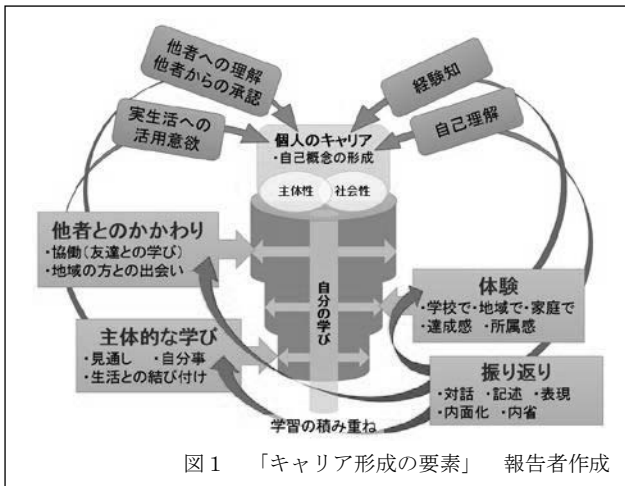 他者への理解
他者からの承認
経験知
実生活への
活用意欲
自己理解
個人のキャリア
・自己概念の形成
主体性
社会性
他者とのかかわり
・協働(友達との学び)
・地域の方との出会い
自分の学び
体験
・学校で・地域で・家庭で
・達成感 ・所属感
主体的な学び
・見通し ・自分事
・生活との結び付け
振り返り
・対話 ・記述 ・表現
・内面化 ・内省
学習の積み重ね
図1 「キャリア形成の要素」 報告者作成